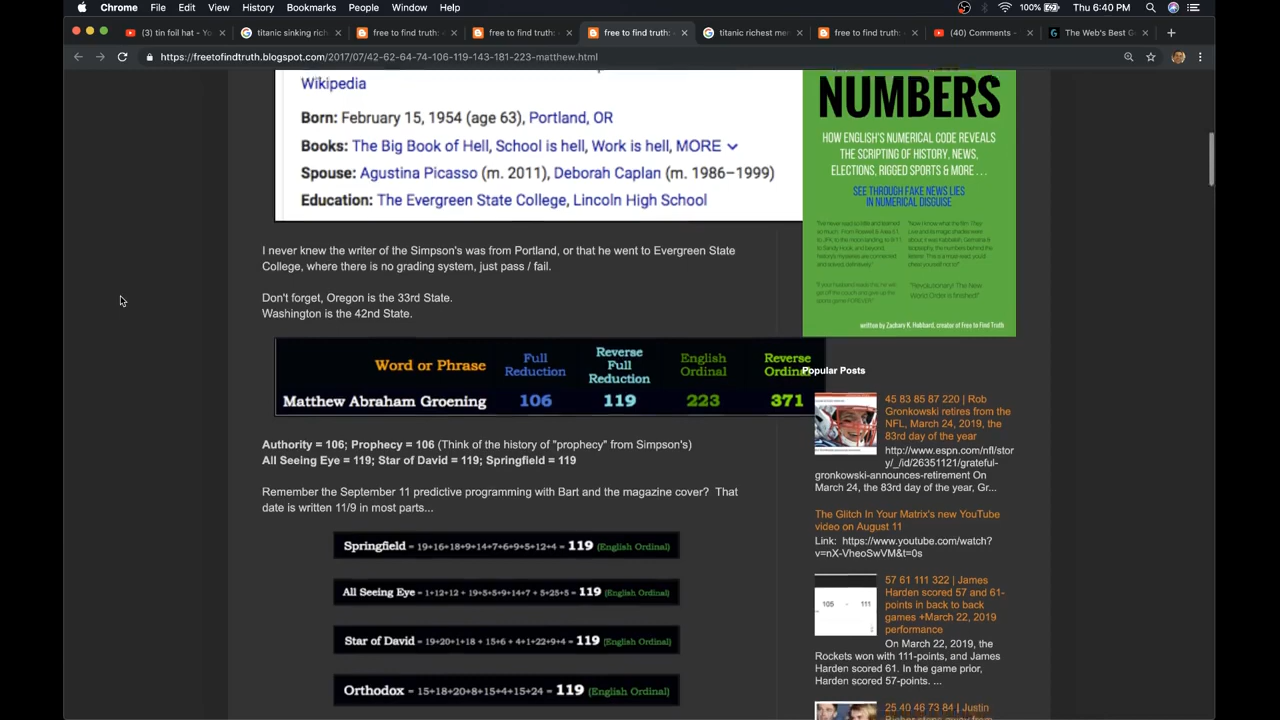 Chrome File Edit View History Bookmarks People Window Help
100% Thu 6:40 PM
(3) tin foil hat - Yo
titanic sinking rich
free to find truth:
free to find truth:
free to find truth:
titanic richest mer
free to find truth:
(40) Comments -
The Web's Best G
https://freetofindtruth.blogspot.com/2017/07/42-62-64-74-106-119-143-181-223-matthew.html
Wikipedia
Born: February 15, 1954 (age 63), Portland, OR
Books: The Big Book of Hell, School is hell, Work is hell, MORE
Spouse: Agustina Picasso (m. 2011), Deborah Caplan (m. 1986–1999)
Education: The Evergreen State College, Lincoln High School
I never knew the writer of the Simpson's was from Portland, or that he went to Evergreen State
College, where there is no grading system, just pass / fail.
Don't forget, Oregon is the 33rd State.
Washington is the 42nd State.
Word or Phrase Full Reduction Reverse Full Reduction English Ordinal Reverse Ordinal
Matthew Abraham Groening 106 119 223 371
Authority = 106; Prophecy = 106 (Think of the history of "prophecy" from Simpson's)
All Seeing Eye = 119; Star of David = 119; Springfield = 119
Remember the September 11 predictive programming with Bart and the magazine cover? That
date is written 11/9 in most parts...
Springfield = 19+16+18+9+14+7+6+9+5+12+4 = 119 (English Ordinal)
All Seeing Eye = 1+12+12 + 19+5+5+9+14+7 + 5+25+5 = 119 (English Ordinal)
Star of David = 19+20+1+18 + 15+6 + 4+1+22+9+4 = 119 (English Ordinal)
Orthodox = 15+18+20+8+15+4+15+24 = 119 (English Ordinal)
NUMBERS
HOW ENGLISH'S NUMERICAL CODE REVEALS
THE SCRIPTING OF HISTORY, NEWS,
ELECTIONS, RIGGED SPORTS & MORE . . .
SEE THROUGH FAKE NEWS LIES
IN NUMERICAL DISGUISE
"Revolutionary! The New
World Order is finished!"
written by Zachary K. Hubbard, creator of Free to Find Truth
Popular Posts
45 83 85 87 220 | Rob
Gronkowski retires from the
NFL, March 24, 2019, the
83rd day of the year
http://www.espn.com/nfl/stor
y/_/id/26351121/grateful-
gronkowski-announces-retirement On
March 24, the 83rd day of the year, Gr...
The Glitch In Your Matrix's new YouTube
video on August 11
Link: https://www.youtube.com/watch?
v=nX-VheoSwVM&t=0s
105 - 111
57 61 111 322 | James
Harden scored 57 and 61-
points in back to back
games +March 22, 2019
performance
On March 22, 2019, the
Rockets won with 111-points, and James
Harden scored 61. In the game prior,
Harden scored 57-points. ...
25 40 46 73 84 | Justin